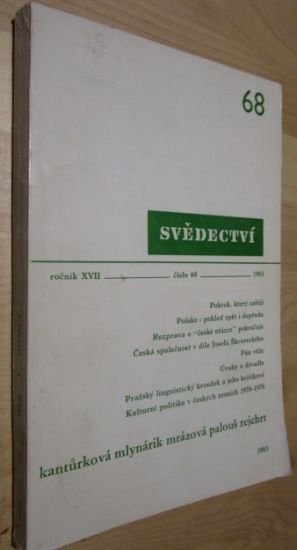 68
SVĚDECTVÍ
ročník XVII číslo 68 1983
Pokrok, který zabíjí
Polsko: pohled zpět i dopředu
Rozprava o "české otázce" pokračuje
Česká společnost v díle Josefa Škvoreckého
Pán věže
Úvahy o divadle
Pražský linguistický kroužek a jeho kritikové
Kulturní politika v českých zemích 1970-1978
kantůrková mlynárik mrázová palouš rejchrt
1983